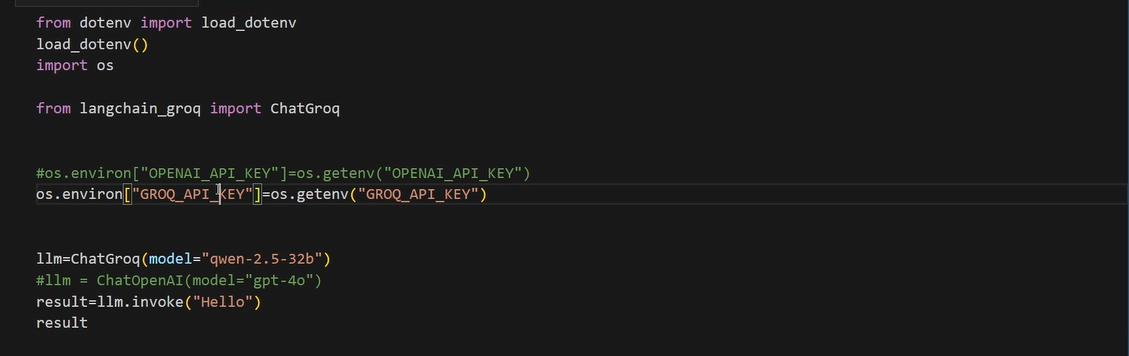 from dotenv import load_dotenv
load_dotenv()
import os
from langchain_groq import ChatGroq
#os.environ["OPENAI_API_KEY"]=os.getenv("OPENAI_API_KEY")
os.environ["GROQ_API_KEY"]=os.getenv("GROQ_API_KEY")
llm=ChatGroq(model="qwen-2.5-32b")
#llm = ChatOpenAI(model="gpt-4o")
result=llm.invoke("Hello")
result